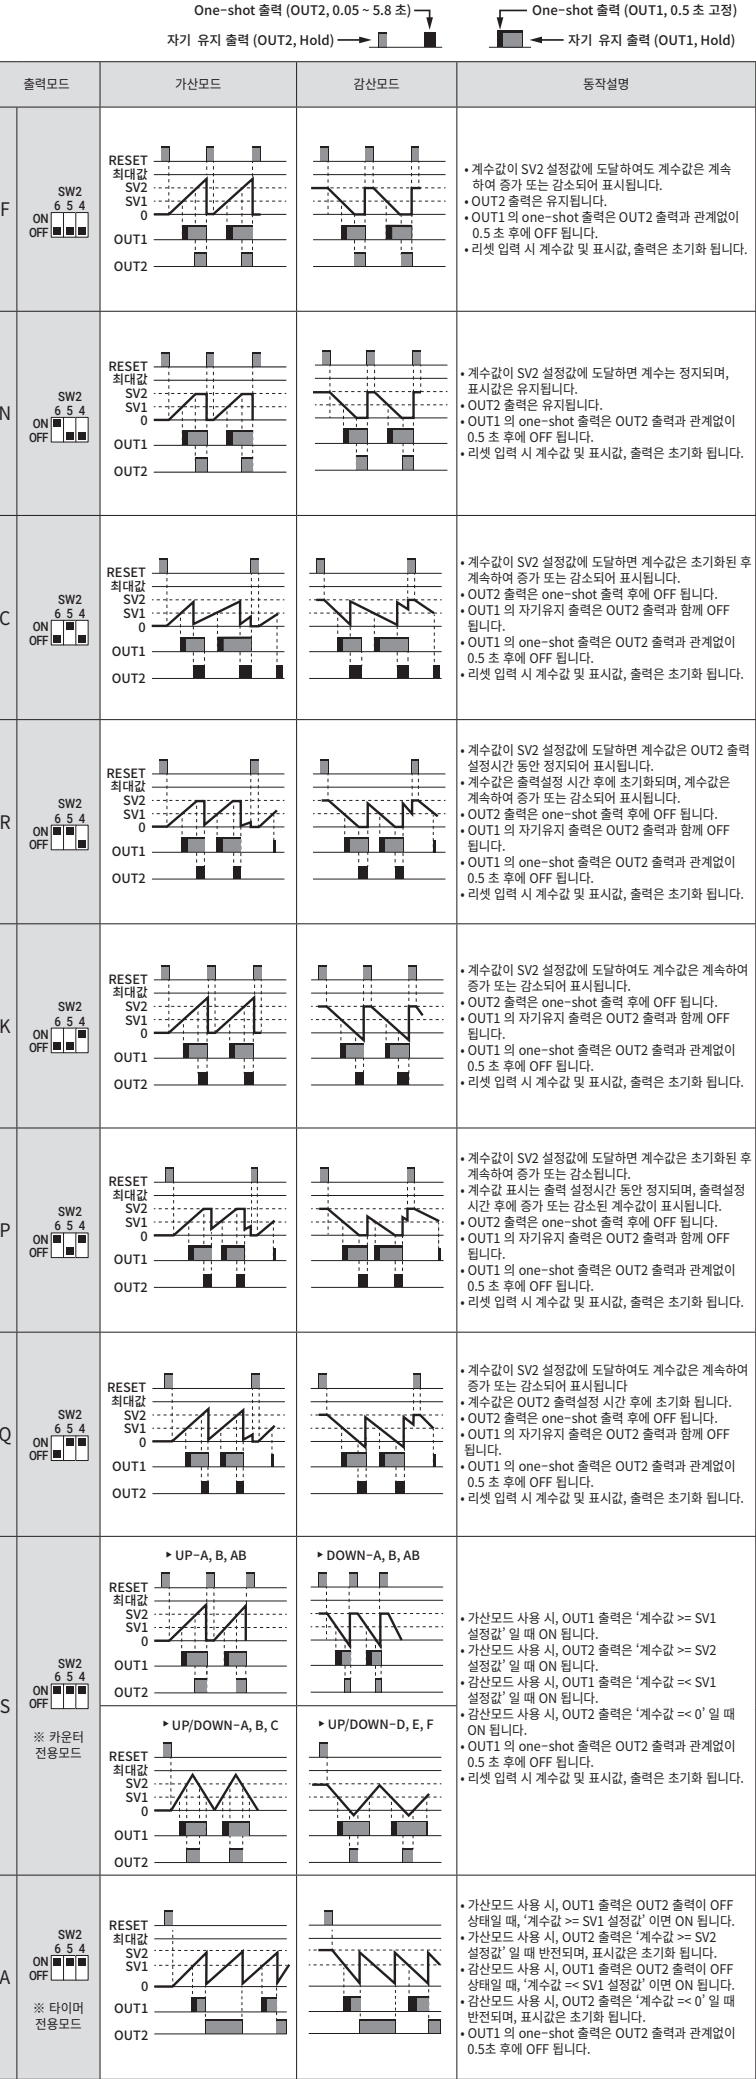 One-shot 출력 (OUT2, 0.05 ~ 5.8 초)
One-shot 출력 (OUT1, 0.5 초 고정)
자기 유지 출력 (OUT2, Hold)
자기 유지 출력 (OUT1, Hold)
출력모드
가산모드
감산모드
동작설명
F
SW2
6 5 4
ON
OFF
RESET
최대값
SV2
SV1
0
OUT1
OUT2
• 계수값이 SV2 설정값에 도달하여도 계수값은 계속
하여 증가 또는 감소되어 표시됩니다.
• OUT2 출력은 유지됩니다.
• OUT1 의 one-shot 출력은 OUT2 출력과 관계없이
0.5 초 후에 OFF 됩니다.
• 리셋 입력 시 계수값 및 표시값, 출력은 초기화 됩니다.
N
SW2
6 5 4
ON
OFF
RESET
최대값
SV2
SV1
0
OUT1
OUT2
• 계수값이 SV2 설정값에 도달하면 계수는 정지되며,
표시값은 유지됩니다.
• OUT2 출력은 유지됩니다.
• OUT1 의 one-shot 출력은 OUT2 출력과 관계없이
0.5 초 후에 OFF 됩니다.
• 리셋 입력 시 계수값 및 표시값, 출력은 초기화 됩니다.
C
SW2
6 5 4
ON
OFF
RESET
최대값
SV2
SV1
0
OUT1
OUT2
• 계수값이 SV2 설정값에 도달하면 계수값은 초기화된 후
계속하여 증가 또는 감소되어 표시됩니다.
• OUT2 출력은 one-shot 출력 후에 OFF 됩니다.
• OUT1 의 자기유지 출력은 OUT2 출력과 함께 OFF
됩니다.
• OUT1 의 one-shot 출력은 OUT2 출력과 관계없이
0.5 초 후에 OFF 됩니다.
• 리셋 입력 시 계수값 및 표시값, 출력은 초기화 됩니다.
R
SW2
6 5 4
ON
OFF
RESET
최대값
SV2
SV1
0
OUT1
OUT2
• 계수값이 SV2 설정값에 도달하면 계수값은 OUT2 출력
설정시간 동안 정지되어 표시됩니다.
• 계수값은 출력설정 시간 후에 초기화되며, 계수값은
계속하여 증가 또는 감소되어 표시됩니다.
• OUT2 출력은 one-shot 출력 후에 OFF 됩니다.
• OUT1 의 자기유지 출력은 OUT2 출력과 함께 OFF
됩니다.
• OUT1 의 one-shot 출력은 OUT2 출력과 관계없이
0.5 초 후에 OFF 됩니다.
• 리셋 입력 시 계수값 및 표시값, 출력은 초기화 됩니다.
K
SW2
6 5 4
ON
OFF
RESET
최대값
SV2
SV1
0
OUT1
OUT2
• 계수값이 SV2 설정값에 도달하여도 계수값은 계속하여
증가 또는 감소되어 표시됩니다.
• OUT2 출력은 one-shot 출력 후에 OFF 됩니다.
• OUT1 의 자기유지 출력은 OUT2 출력과 함께 OFF
됩니다.
• OUT1 의 one-shot 출력은 OUT2 출력과 관계없이
0.5 초 후에 OFF 됩니다.
• 리셋 입력 시 계수값 및 표시값, 출력은 초기화 됩니다.
P
SW2
6 5 4
ON
OFF
RESET
최대값
SV2
SV1
0
OUT1
OUT2
• 계수값이 SV2 설정값에 도달하면 계수값은 초기화된 후
계속하여 증가 또는 감소됩니다.
• 계수값 표시는 출력 설정시간 동안 정지되며, 출력설정
시간 후에 증가 또는 감소된 계수값이 표시됩니다.
• OUT2 출력은 one-shot 출력 후에 OFF 됩니다.
• OUT1 의 자기유지 출력은 OUT2 출력과 함께 OFF
됩니다.
• OUT1 의 one-shot 출력은 OUT2 출력과 관계없이
0.5 초 후에 OFF 됩니다.
• 리셋 입력 시 계수값 및 표시값, 출력은 초기화 됩니다.
Q
SW2
6 5 4
ON
OFF
RESET
최대값
SV2
SV1
0
OUT1
OUT2
• 계수값이 SV2 설정값에 도달하여도 계수값은 계속하여
증가 또는 감소되어 표시됩니다
• 계수값은 OUT2 출력설정 시간 후에 초기화 됩니다.
• OUT2 출력은 one-shot 출력 후에 OFF 됩니다.
• OUT1 의 자기유지 출력은 OUT2 출력과 함께 OFF
됩니다.
• OUT1 의 one-shot 출력은 OUT2 출력과 관계없이
0.5 초 후에 OFF 됩니다.
• 리셋 입력 시 계수값 및 표시값, 출력은 초기화 됩니다.
S
SW2
6 5 4
ON
OFF
※ 카운터
전용모드
▸ UP-A, B, AB
RESET
최대값
SV2
SV1
0
OUT1
OUT2
▸ DOWN-A, B, AB
▸ UP/DOWN-A, B, C
RESET
최대값
SV2
SV1
0
OUT1
OUT2
▸ UP/DOWN-D, E, F
• 가산모드 사용 시, OUT1 출력은 ‘계수값 >= SV1
설정값’ 일 때 ON 됩니다.
• 가산모드 사용 시, OUT2 출력은 ‘계수값 >= SV2
설정값’ 일 때 ON 됩니다.
• 감산모드 사용 시, OUT1 출력은 ‘계수값 =< SV1
설정값’ 일 때 ON 됩니다.
• 감산모드 사용 시, OUT2 출력은 ‘계수값 =< 0’ 일 때
ON 됩니다.
• OUT1 의 one-shot 출력은 OUT2 출력과 관계없이
0.5 초 후에 OFF 됩니다.
• 리셋 입력 시 계수값 및 표시값, 출력은 초기화 됩니다.
A
SW2
6 5 4
ON
OFF
※ 타이머
전용모드
RESET
최대값
SV2
SV1
0
OUT1
OUT2
• 가산모드 사용 시, OUT1 출력은 OUT2 출력이 OFF
상태일 때, ‘계수값 >= SV1 설정값’ 이면 ON 됩니다.
• 가산모드 사용 시, OUT2 출력은 ‘계수값 >= SV2
설정값’ 일 때 반전되며, 표시값은 초기화 됩니다.
• 감산모드 사용 시, OUT1 출력은 OUT2 출력이 OFF
상태일 때, ‘계수값 =< SV1 설정값’ 이면 ON 됩니다.
• 감산모드 사용 시, OUT2 출력은 ‘계수값 =< 0’ 일 때
반전되며, 표시값은 초기화 됩니다.
• OUT1 의 one-shot 출력은 OUT2 출력과 관계없이
0.5초 후에 OFF 됩니다.